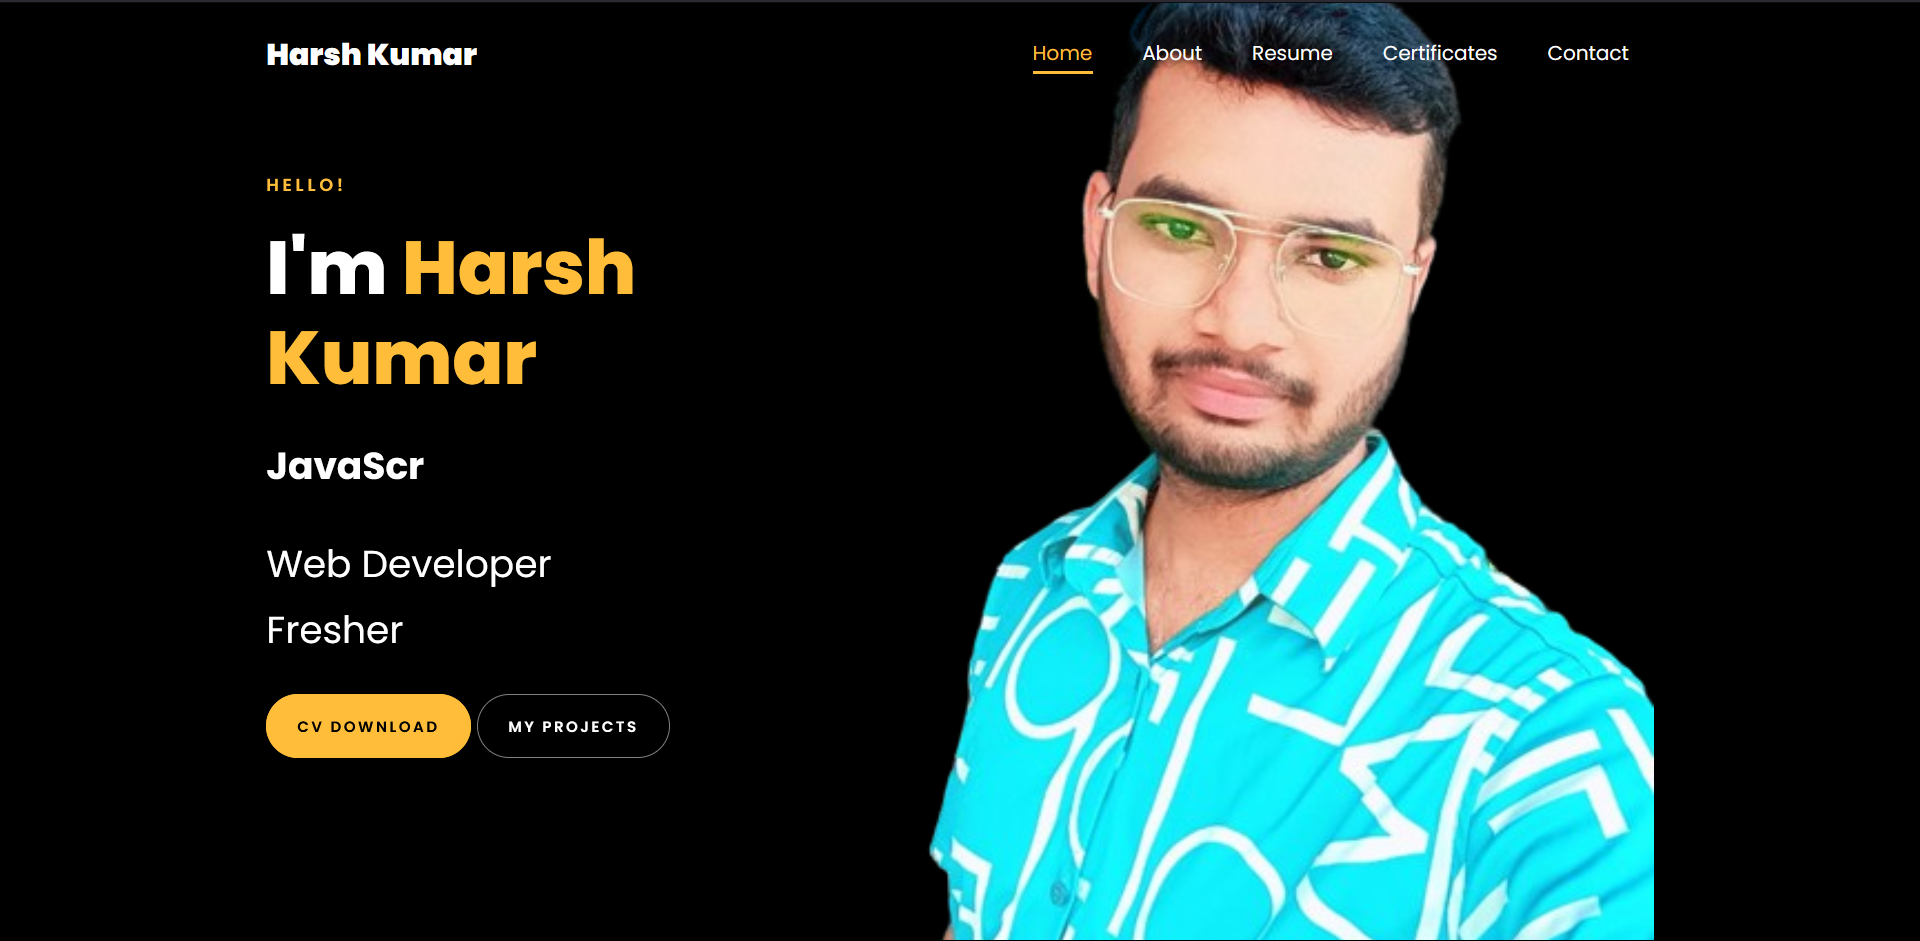 Harsh Kumar
Home About Resume Certificates Contact
HELLO!
I'm Harsh
Kumar
JavaScr
Web Developer
Fresher
CV DOWNLOAD
MY PROJECTS